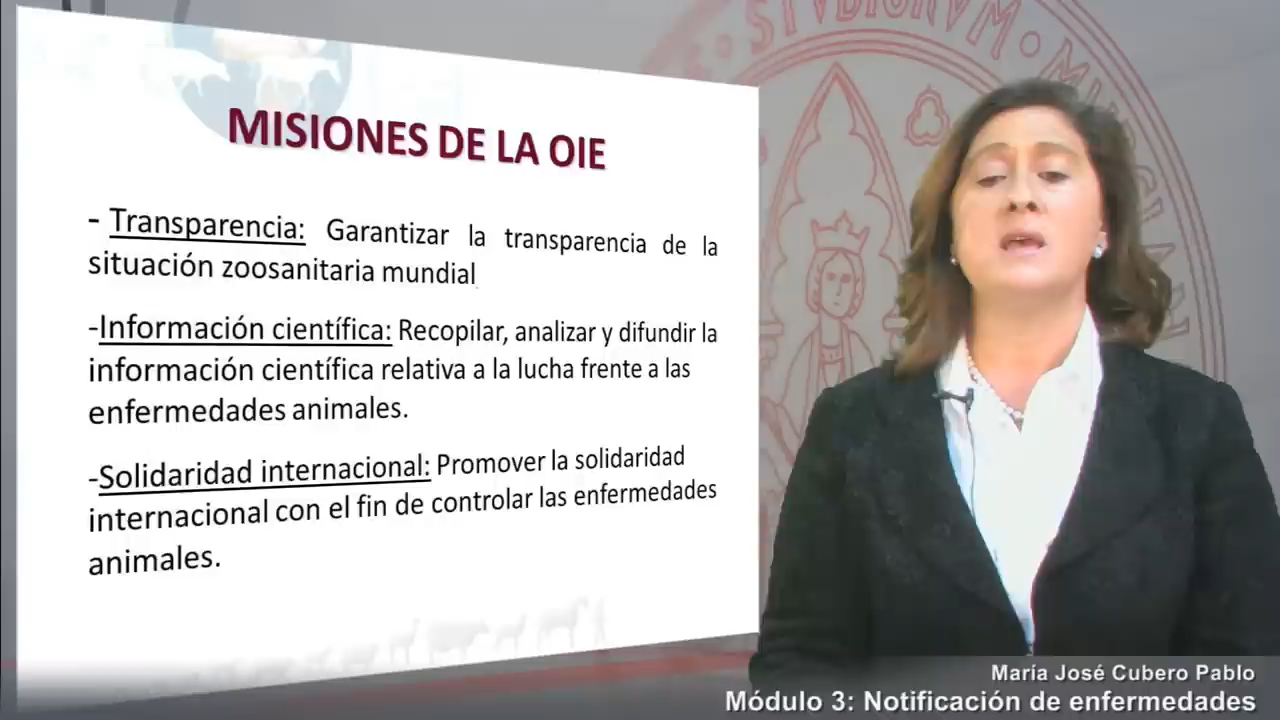 MISIONES DE LA OIE
- Transparencia: Garantizar la transparencia de la
situación zoosanitaria mundial
-Información científica: Recopilar, analizar y difundir la
información científica relativa a la lucha frente a las
enfermedades animales.
-Solidaridad internacional: Promover la solidaridad
internacional con el fin de controlar las enfermedades
animales.
María José Cubero Pablo
Módulo 3: Notificación de enfermedades